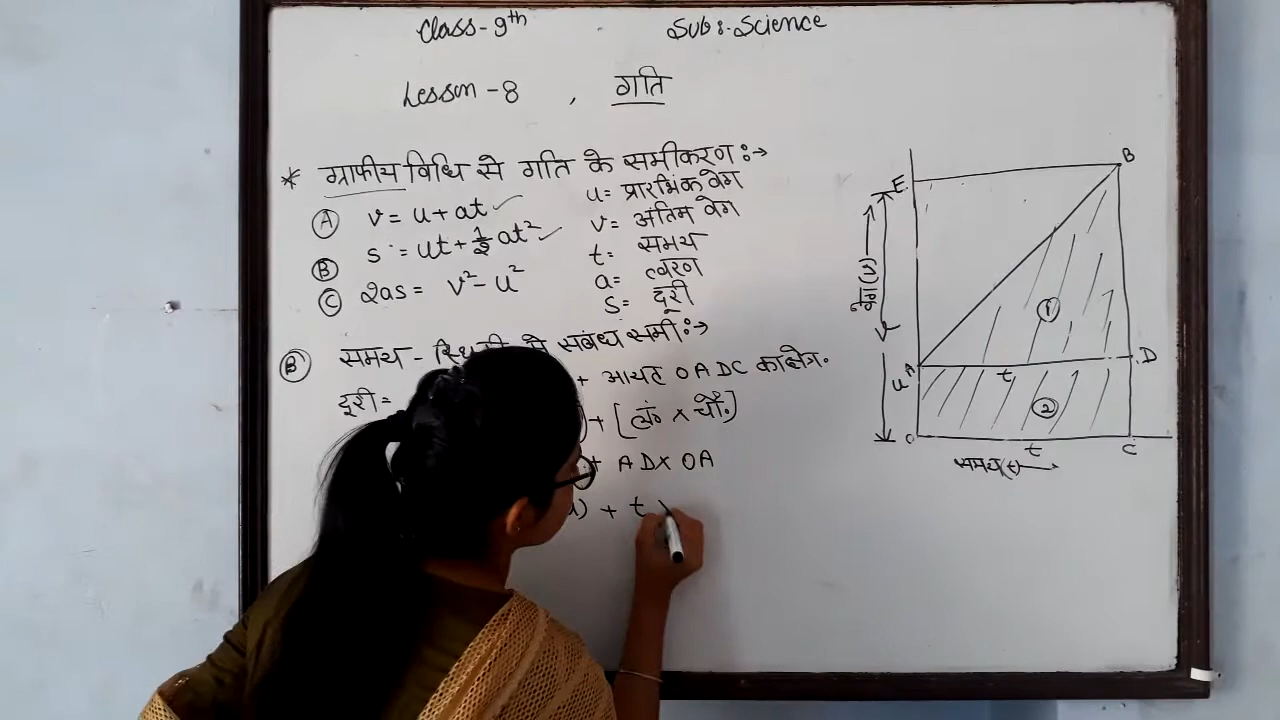 Class-9th Sub:-Science
Lesson-8 , गति
* ग्राफीय विधि से गति के समीकरण :→
(A) v = u + at ✓
(B) s = ut + 1/2 at² ✓
(C) 2as = v² - u²
u = प्रारंभिक वेग
v = अंतिम वेग
t = समय
a = त्वरण
S = दूरी
(B) समय - संबंध समी :→
दूरी = + आयत OADC का क्षेत्र.
) + [लं × चौ.]
+ AD × OA
u) + t
E B
वेग (v) →
v
u A t D
① ②
O t C
समय(t) →